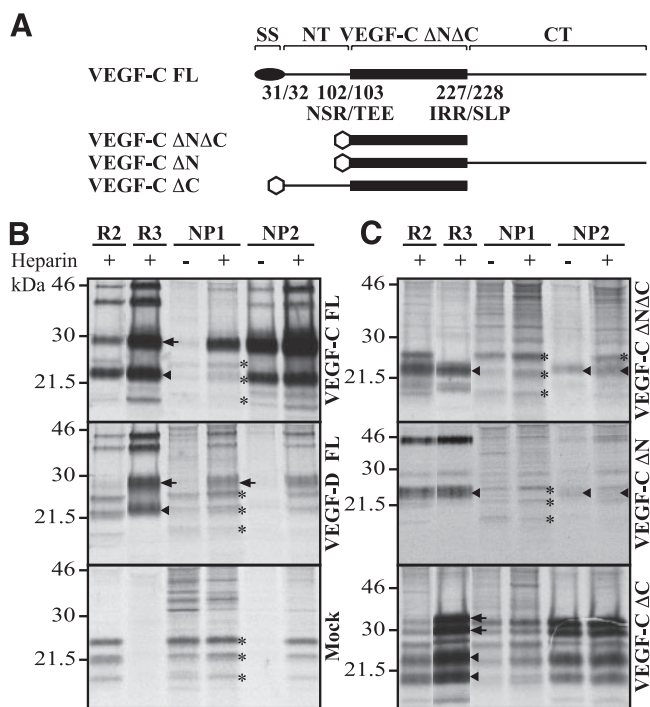 A
SS NT VEGF-C ΔNΔC CT
VEGF-C FL
31/32 102/103 227/228
NSR/TEE IRR/SLP
VEGF-C ΔNΔC
VEGF-C ΔN
VEGF-C ΔC
B
R2 R3 NP1 NP2
Heparin + + - + - +
kDa
46
30
21.5
*
*
*
VEGF-C FL
46
30
21.5
*
*
*
VEGF-D FL
46
30
21.5
*
*
*
Mock
C
R2 R3 NP1 NP2
+ + - + - +
46
30
21.5
* *
*
*
VEGF-C ΔNΔC
46
30
21.5
*
*
*
VEGF-C ΔN
46
30
21.5
VEGF-C ΔC